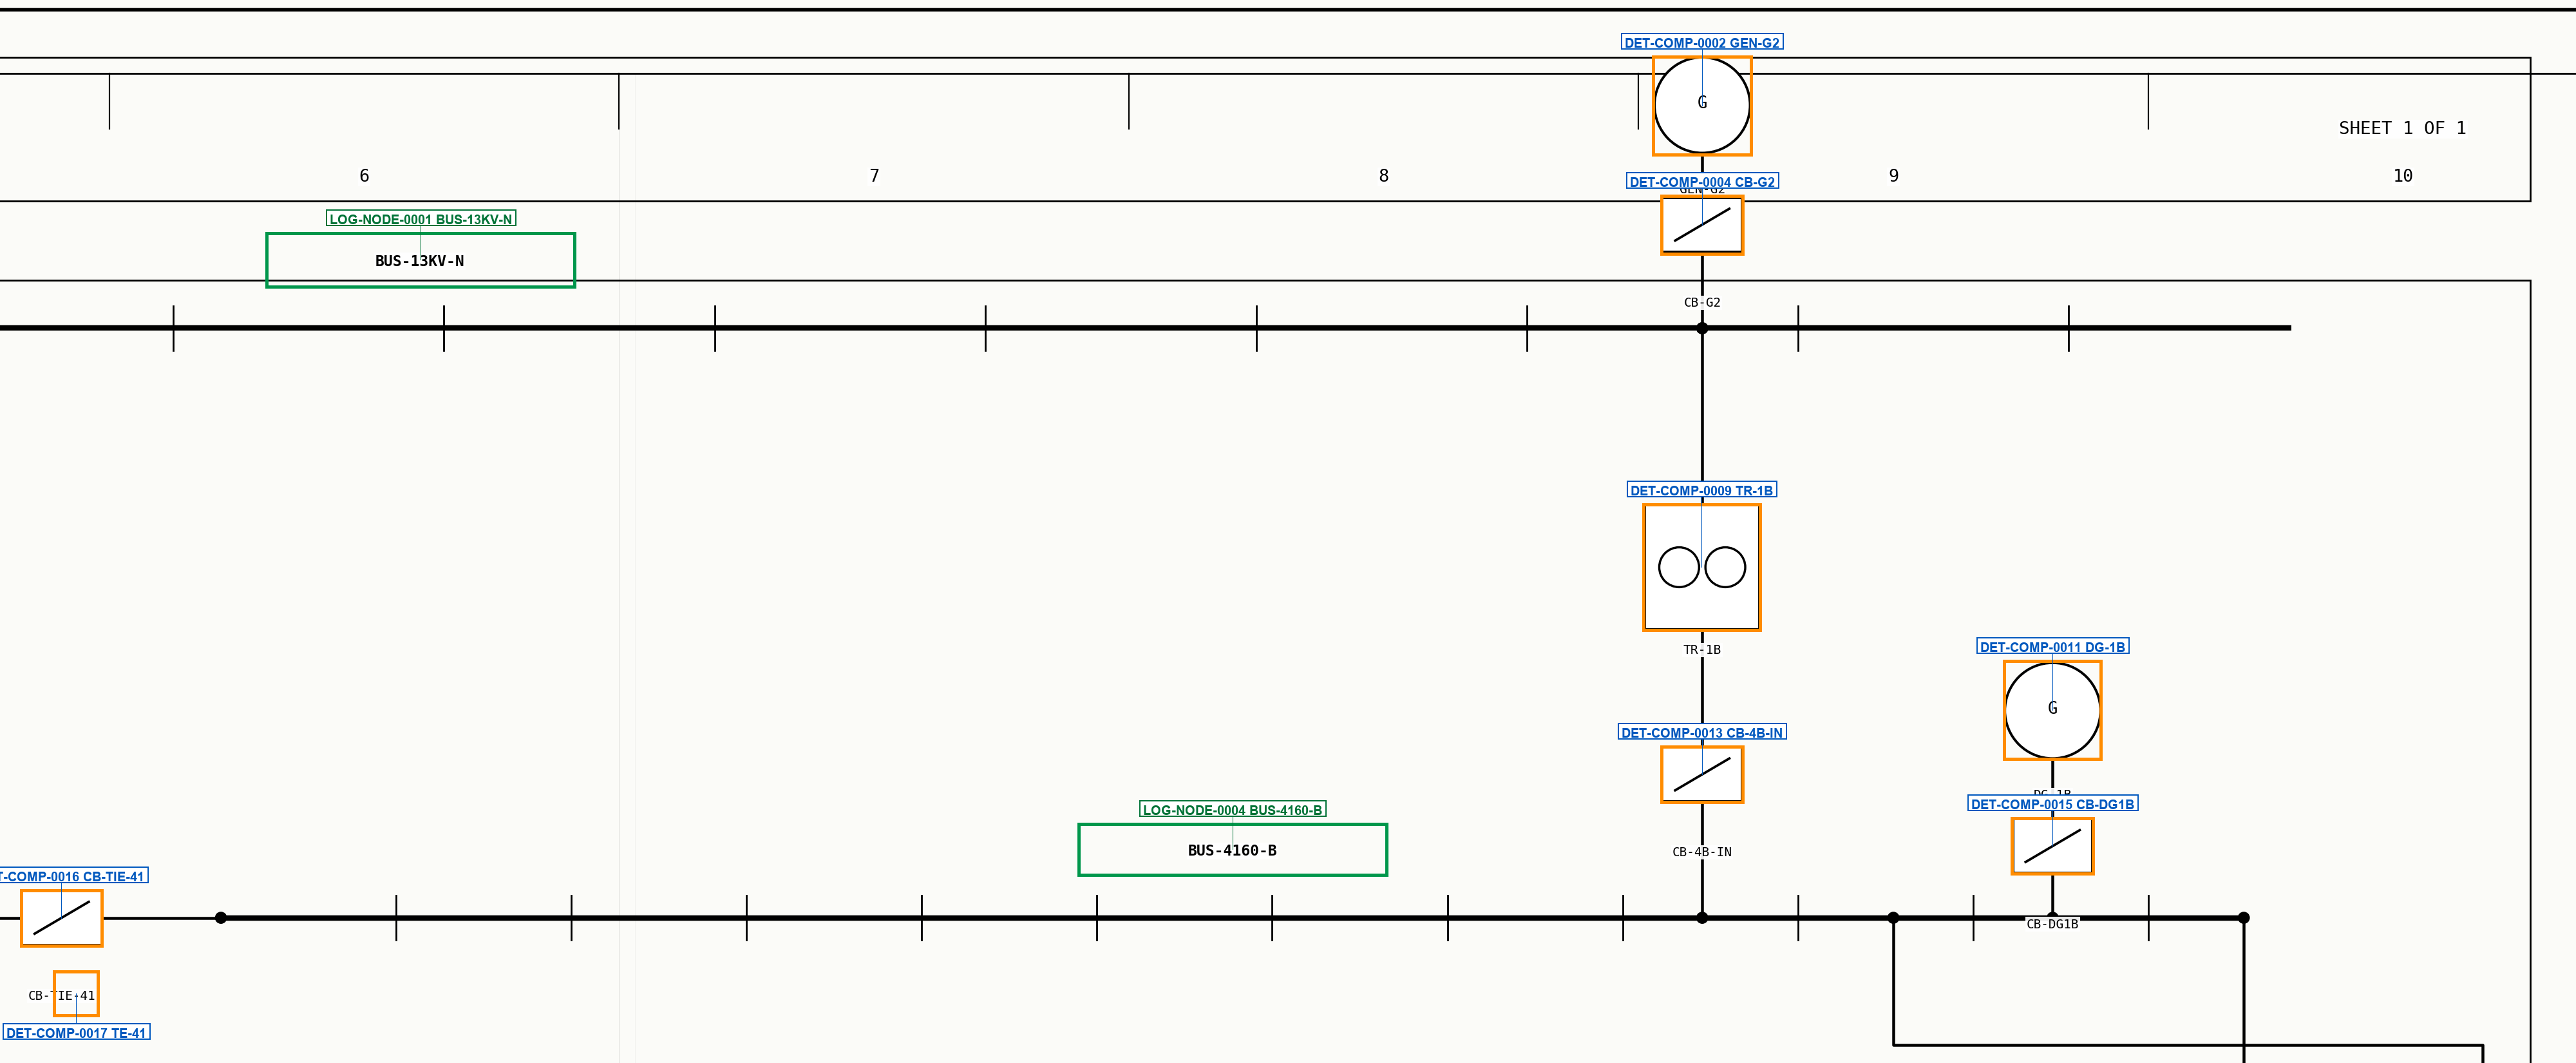 DET-COMP-0002 GEN-G2
G
SHEET 1 OF 1
6
7
8
9
10
DET-COMP-0004 CB-G2
GEN-G2
LOG-NODE-0001 BUS-13KV-N
BUS-13KV-N
CB-G2
DET-COMP-0009 TR-1B
TR-1B
DET-COMP-0011 DG-1B
G
DET-COMP-0013 CB-4B-IN
DG-1B
DET-COMP-0015 CB-DG1B
LOG-NODE-0004 BUS-4160-B
BUS-4160-B
CB-4B-IN
T-COMP-0016 CB-TIE-41
CB-DG1B
CB-TIE-41
DET-COMP-0017 TE-41